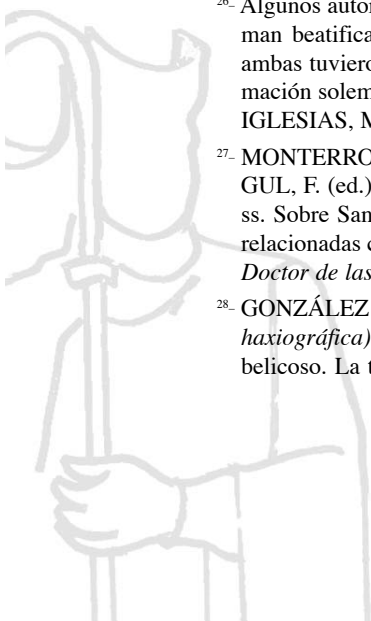 26- Algunos autor
man beatifica
ambas tuviero
mación solem
IGLESIAS, M
27- MONTERRO
GUL, F. (ed.)
ss. Sobre San
relacionadas c
Doctor de las
28- GONZÁLEZ
haxiográfica)
belicoso. La t